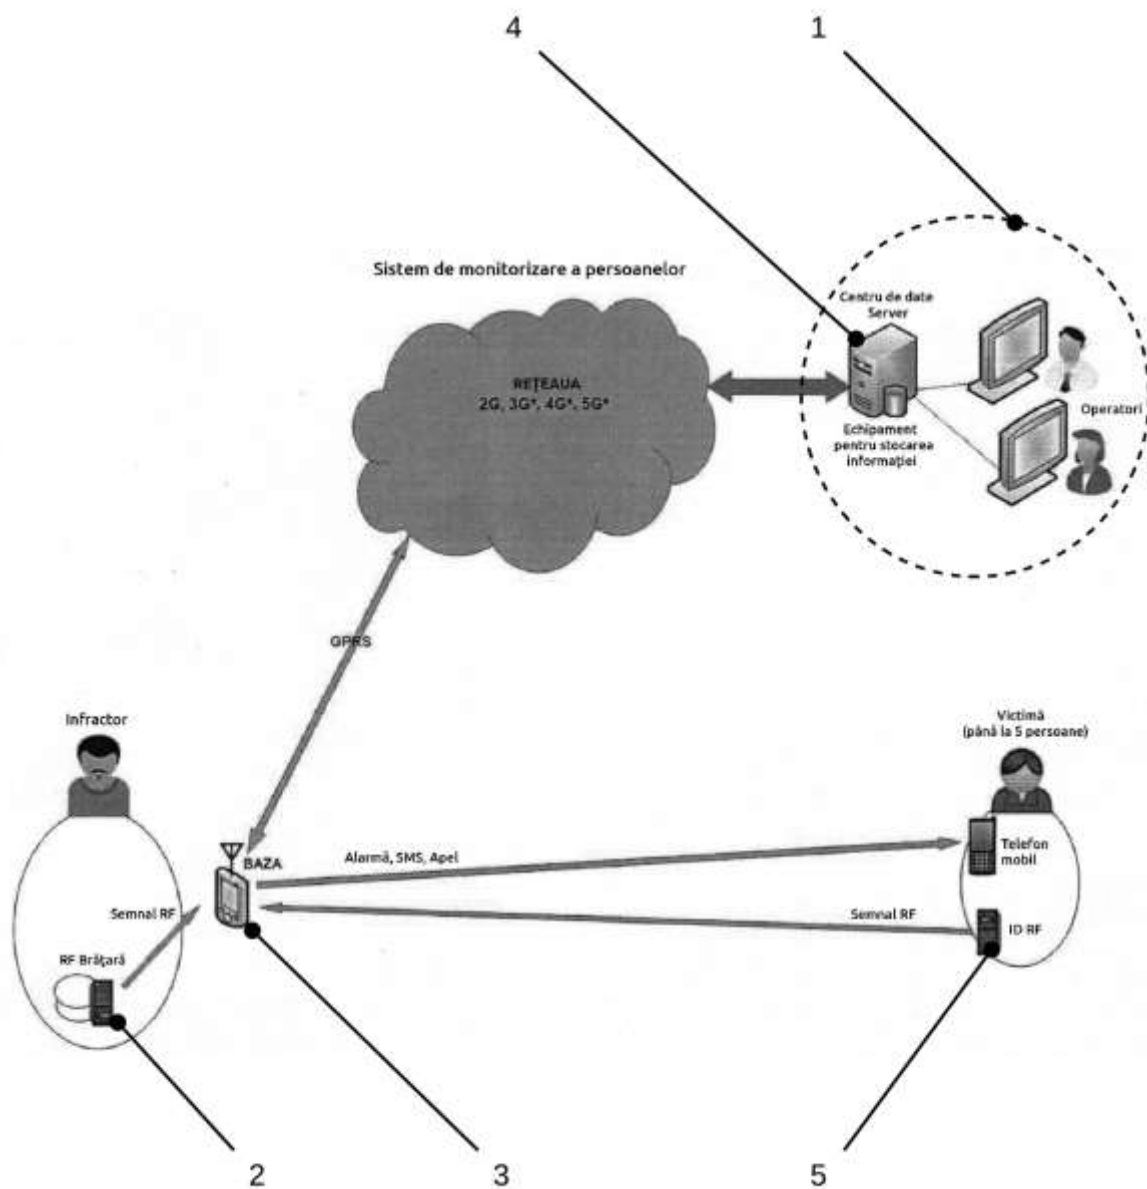 4
1
Sistem de monitorizare a persoanelor
Centru de date
Server
REȚEAUA
2G, 3G*, 4G*, 5G*
Operatori
Echipament
pentru stocarea
informației
GPRS
Infractor
Victimă
(până la 5 persoane)
BAZA
Alarmă, SMS, Apel
Telefon
mobil
Semnal RF
Semnal RF
ID RF
RF Brățară
2
3
5